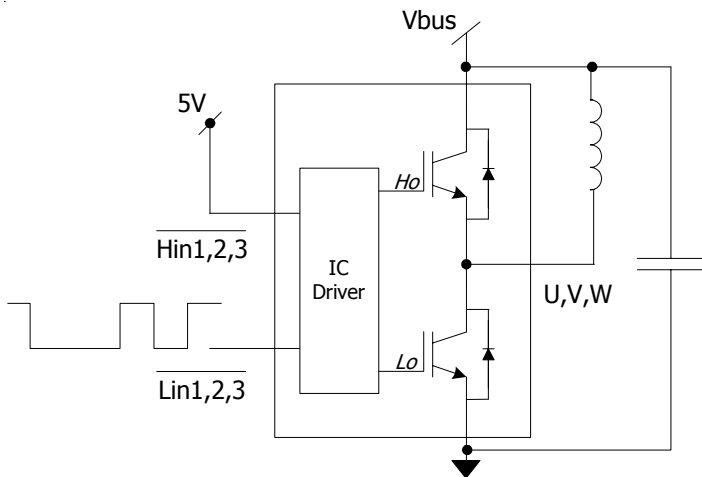 Vbus
5V
Ho
Hin1,2,3
IC
Driver
U,V,W
Lo
Lin1,2,3